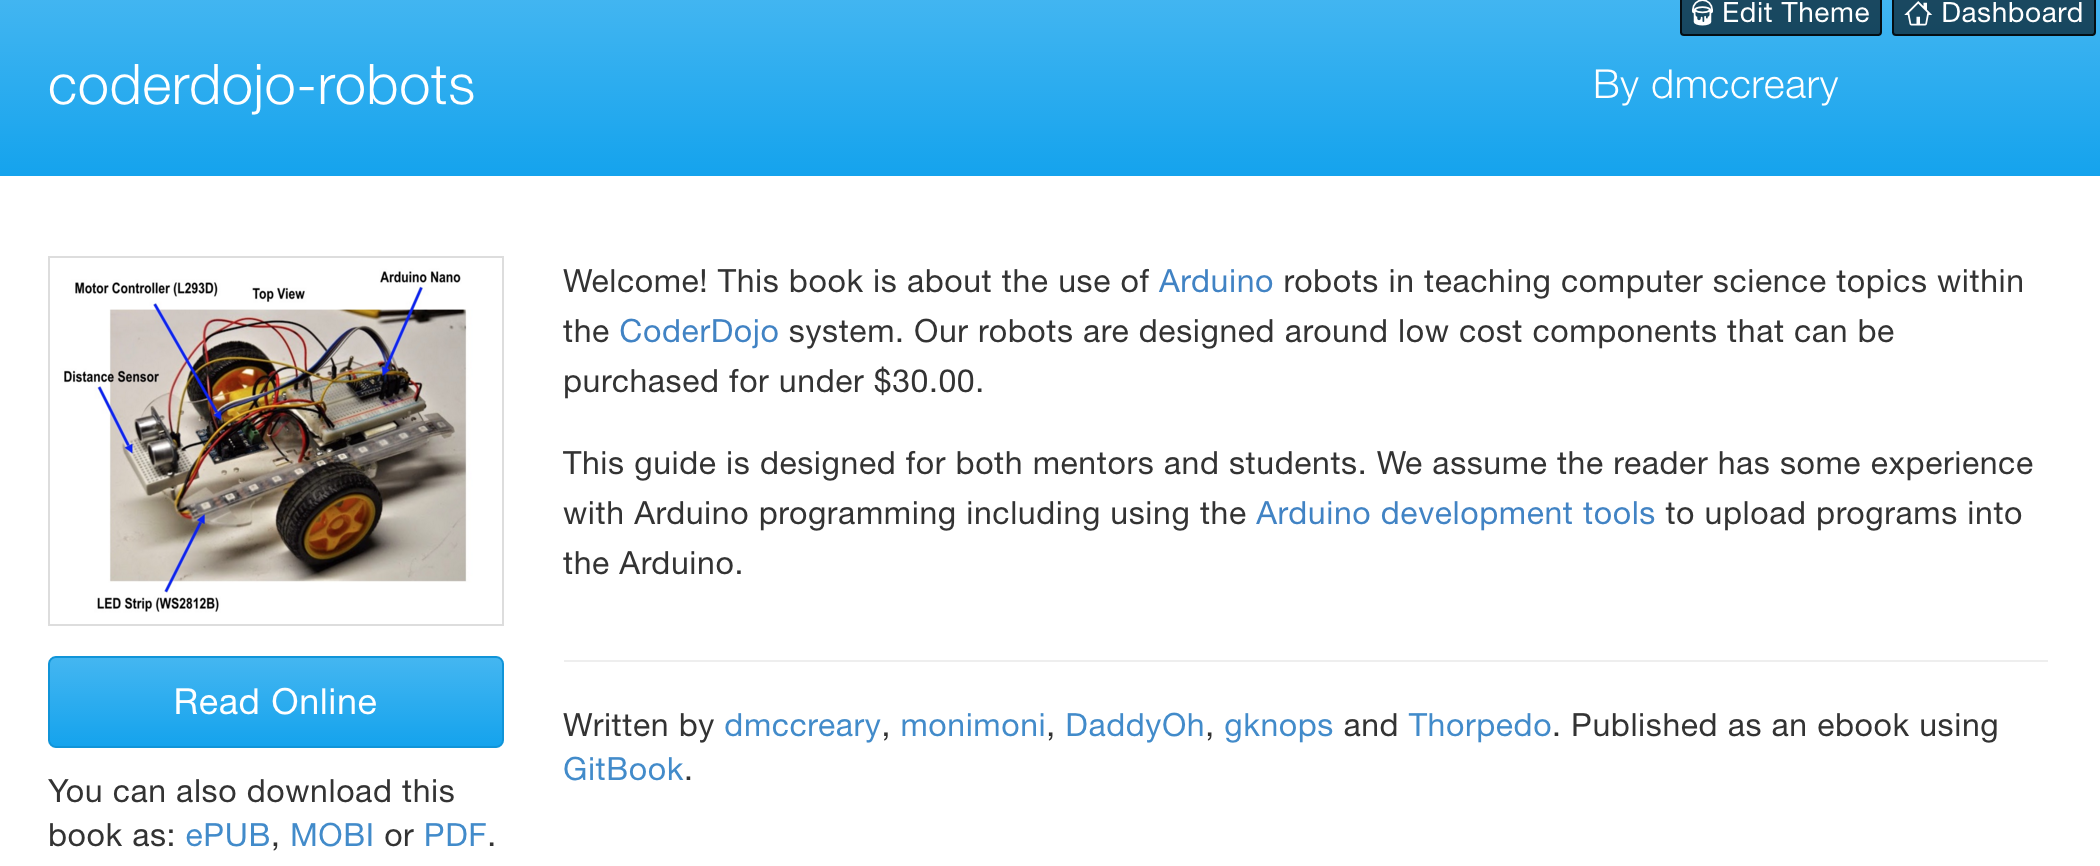 Edit Theme
Dashboard
coderdojo-robots
By dmccreary
Motor Controller (L293D)
Top View
Arduino Nano
Distance Sensor
LED Strip (WS2812B)
Read Online
You can also download this
book as: ePUB, MOBI or PDF.
Welcome! This book is about the use of Arduino robots in teaching computer science topics within
the CoderDojo system. Our robots are designed around low cost components that can be
purchased for under $30.00.
This guide is designed for both mentors and students. We assume the reader has some experience
with Arduino programming including using the Arduino development tools to upload programs into
the Arduino.
Written by dmccreary, monimoni, DaddyOh, gknops and Thorpedo. Published as an ebook using
GitBook.